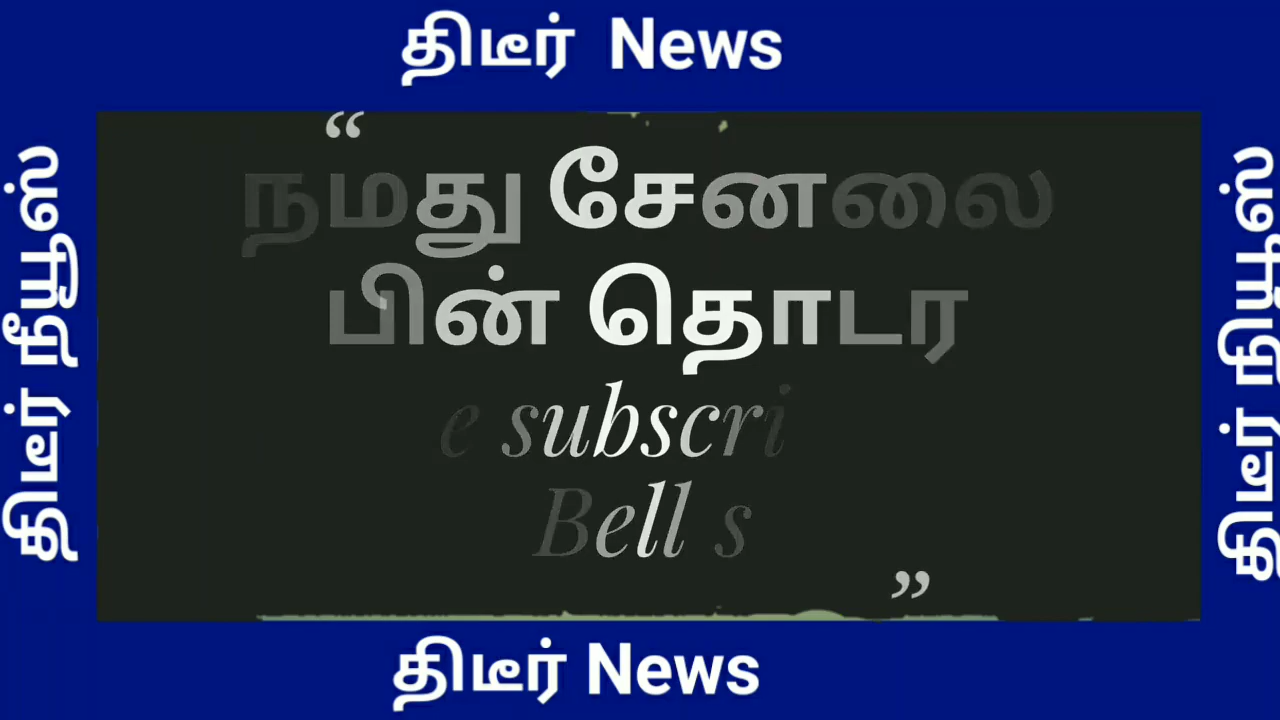 திடீர் News
“
நமது சேனலை
பின் தொடர
e subscri
Bell s
”
திடீர் நீயூஸ்
திடீர் நியூஸ்
திடீர் News